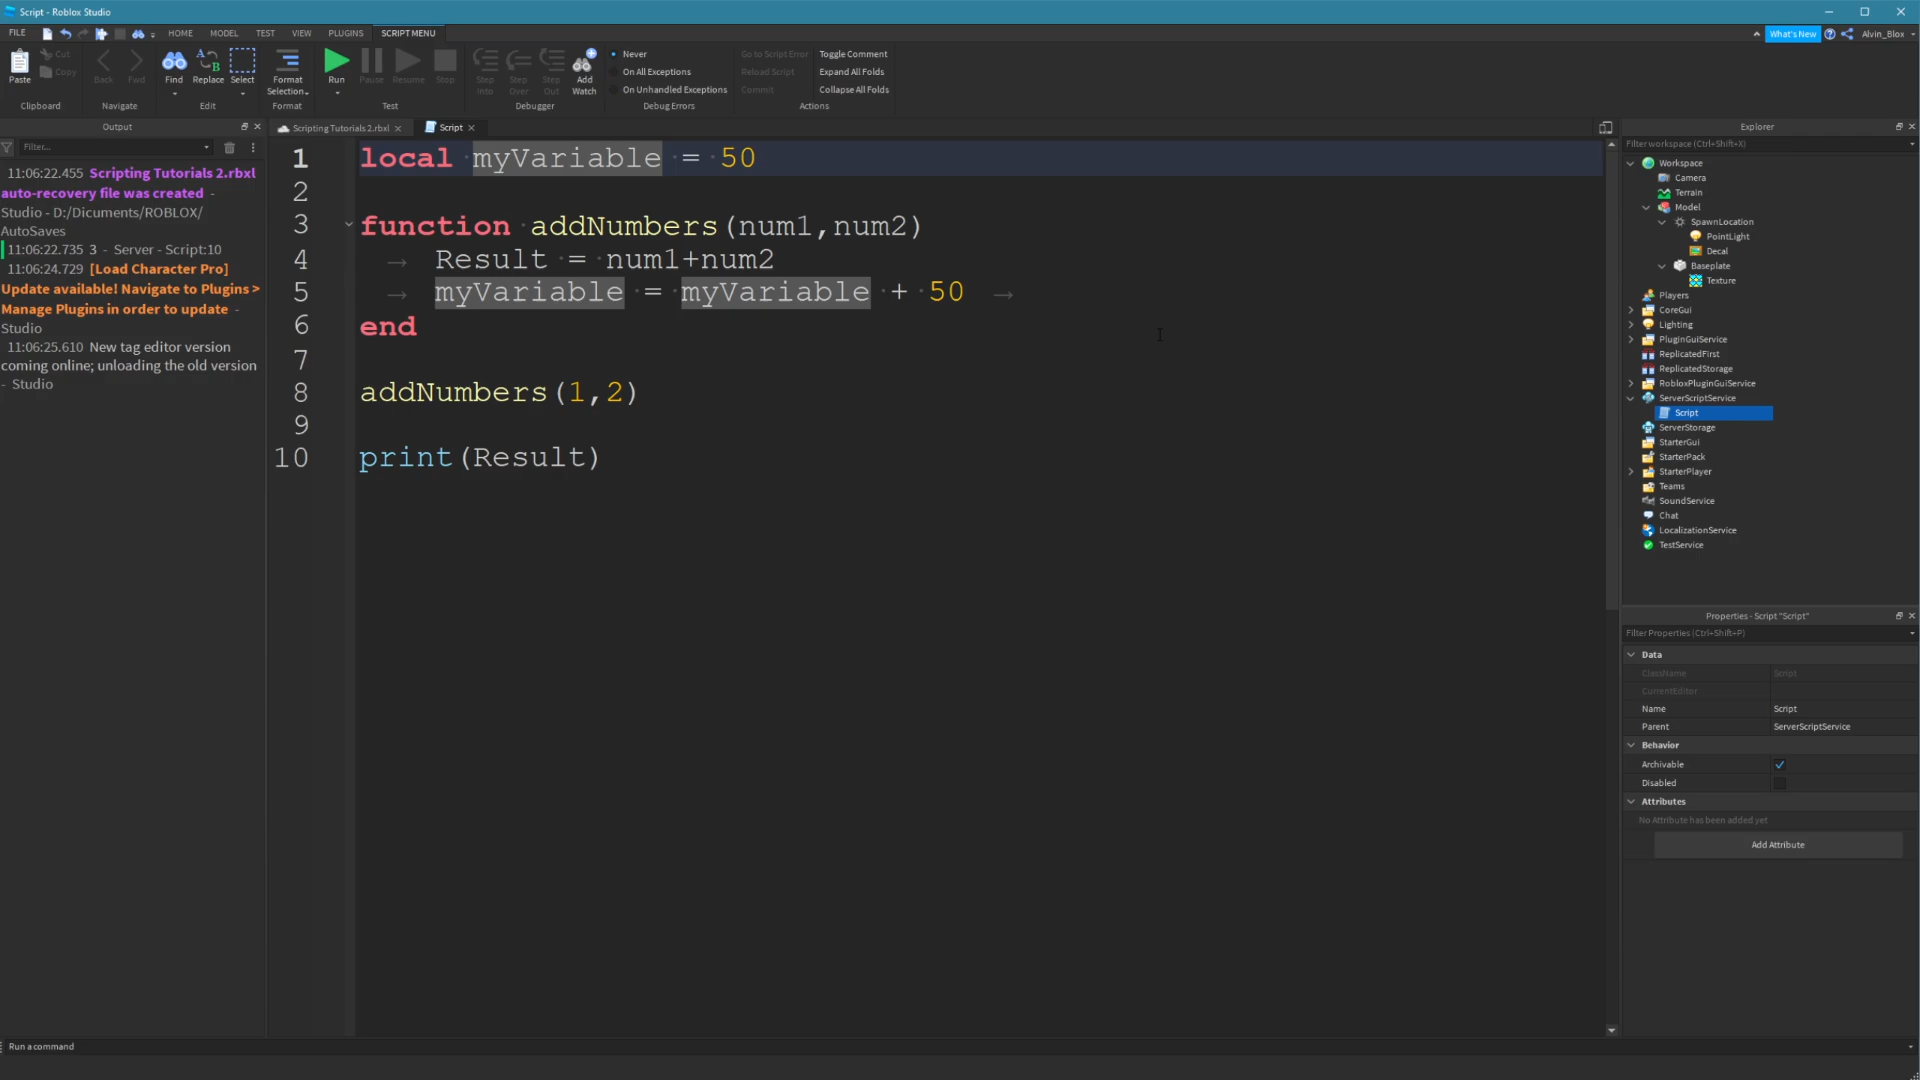 Script - Roblox Studio
FILE HOME MODEL TEST VIEW PLUGINS SCRIPT MENU What's New Alvin_Blox
Paste Cut Copy Back Fwd Find Replace Select Format Selection Run Pause Resume Stop Step Into Step Over Step Out Add Watch
Never
On All Exceptions
On Unhandled Exceptions
Go to Script Error
Reload Script
Commit
Toggle Comment
Expand All Folds
Collapse All Folds
Clipboard Navigate Edit Format Test Debugger Debug Errors Actions
Output
Filter...
11:06:22.455 Scripting Tutorials 2.rbxl
auto-recovery file was created -
Studio - D:/Dicuments/ROBLOX/
AutoSaves
11:06:22.735 3 - Server - Script:10
11:06:24.729 [Load Character Pro]
Update available! Navigate to Plugins >
Manage Plugins in order to update -
Studio
11:06:25.610 New tag editor version
coming online; unloading the old version
- Studio
Scripting Tutorials 2.rbxl × Script ×
1 local myVariable = 50
2
3 function addNumbers(num1,num2)
4 Result = num1+num2
5 myVariable = myVariable + 50
6 end
7
8 addNumbers(1,2)
9
10 print(Result)
Explorer
Filter workspace (Ctrl+Shift+X)
Workspace
Camera
Terrain
Model
SpawnLocation
PointLight
Decal
Baseplate
Texture
Players
CoreGui
Lighting
PluginGuiService
ReplicatedFirst
ReplicatedStorage
RobloxPluginGuiService
ServerScriptService
Script
ServerStorage
StarterGui
StarterPack
StarterPlayer
Teams
SoundService
Chat
LocalizationService
TestService
Properties - Script "Script"
Filter Properties (Ctrl+Shift+P)
Data
ClassName Script
CurrentEditor
Name Script
Parent ServerScriptService
Behavior
Archivable
Disabled
Attributes
No Attribute has been added yet
Add Attribute
Run a command